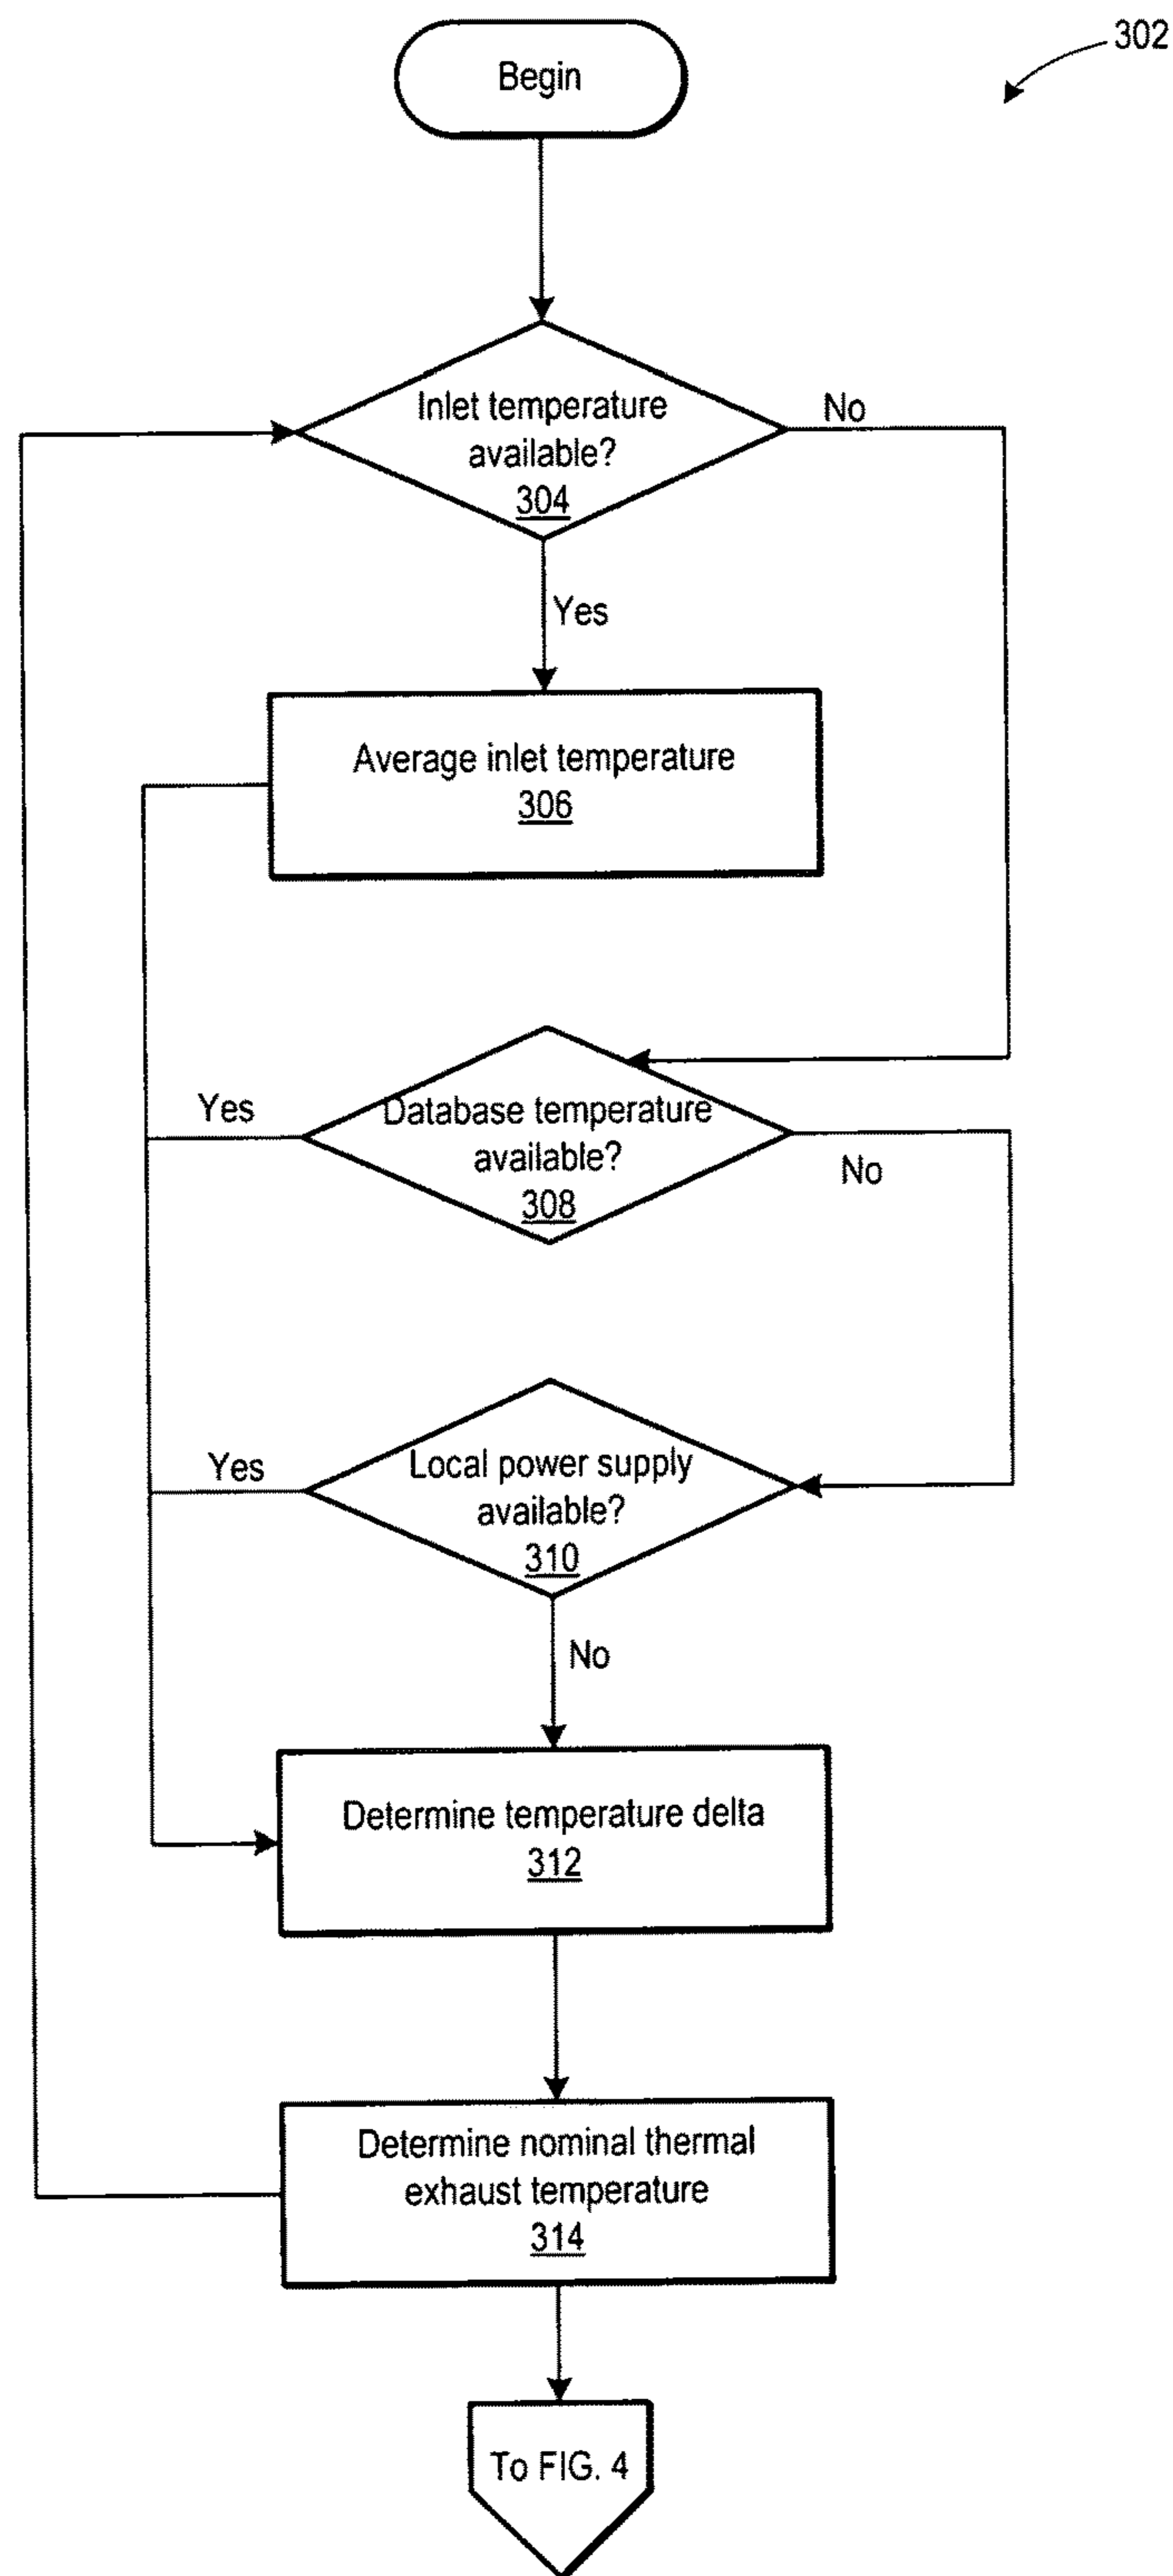 302
Begin
Inlet temperature
available?
304
No
Yes
Average inlet temperature
306
Yes
Database temperature
available?
308
No
Yes
Local power supply
available?
310
No
Determine temperature delta
312
Determine nominal thermal
exhaust temperature
314
To FIG. 4